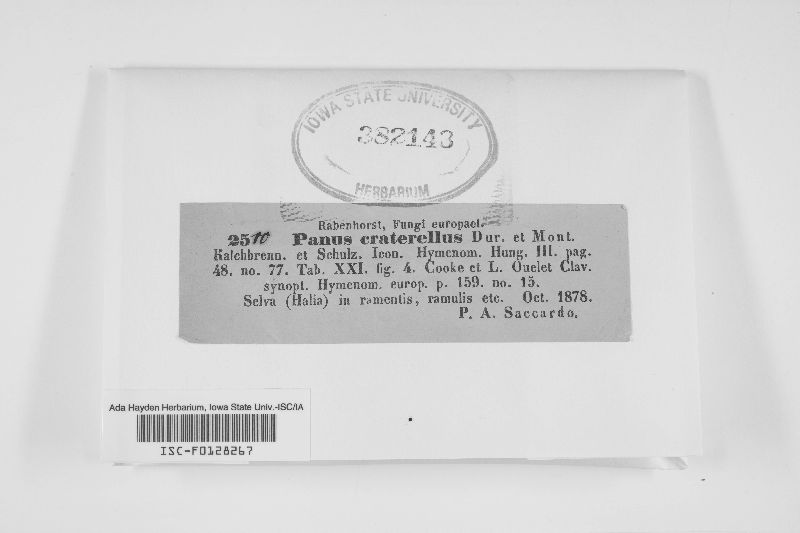 IOWA STATE UNIVERSITY
382143
HERBARIUM
Rabenhorst, Fungi europaei.
2510 Panus craterellus Dur. et Mont.
Kalchbrenn. et Schulz. Icon. Hymenom. Hung. III. pag.
48. no. 77. Tab. XXI. fig. 4. Cooke et L. Quelet Clav.
synopt. Hymenom. europ. p. 159. no. 15.
Selva (Italia) in ramentis, ramulis etc. Oct. 1878.
P. A. Saccardo.
Ada Hayden Herbarium, Iowa State Univ.-ISC/IA
ISC-F0128267